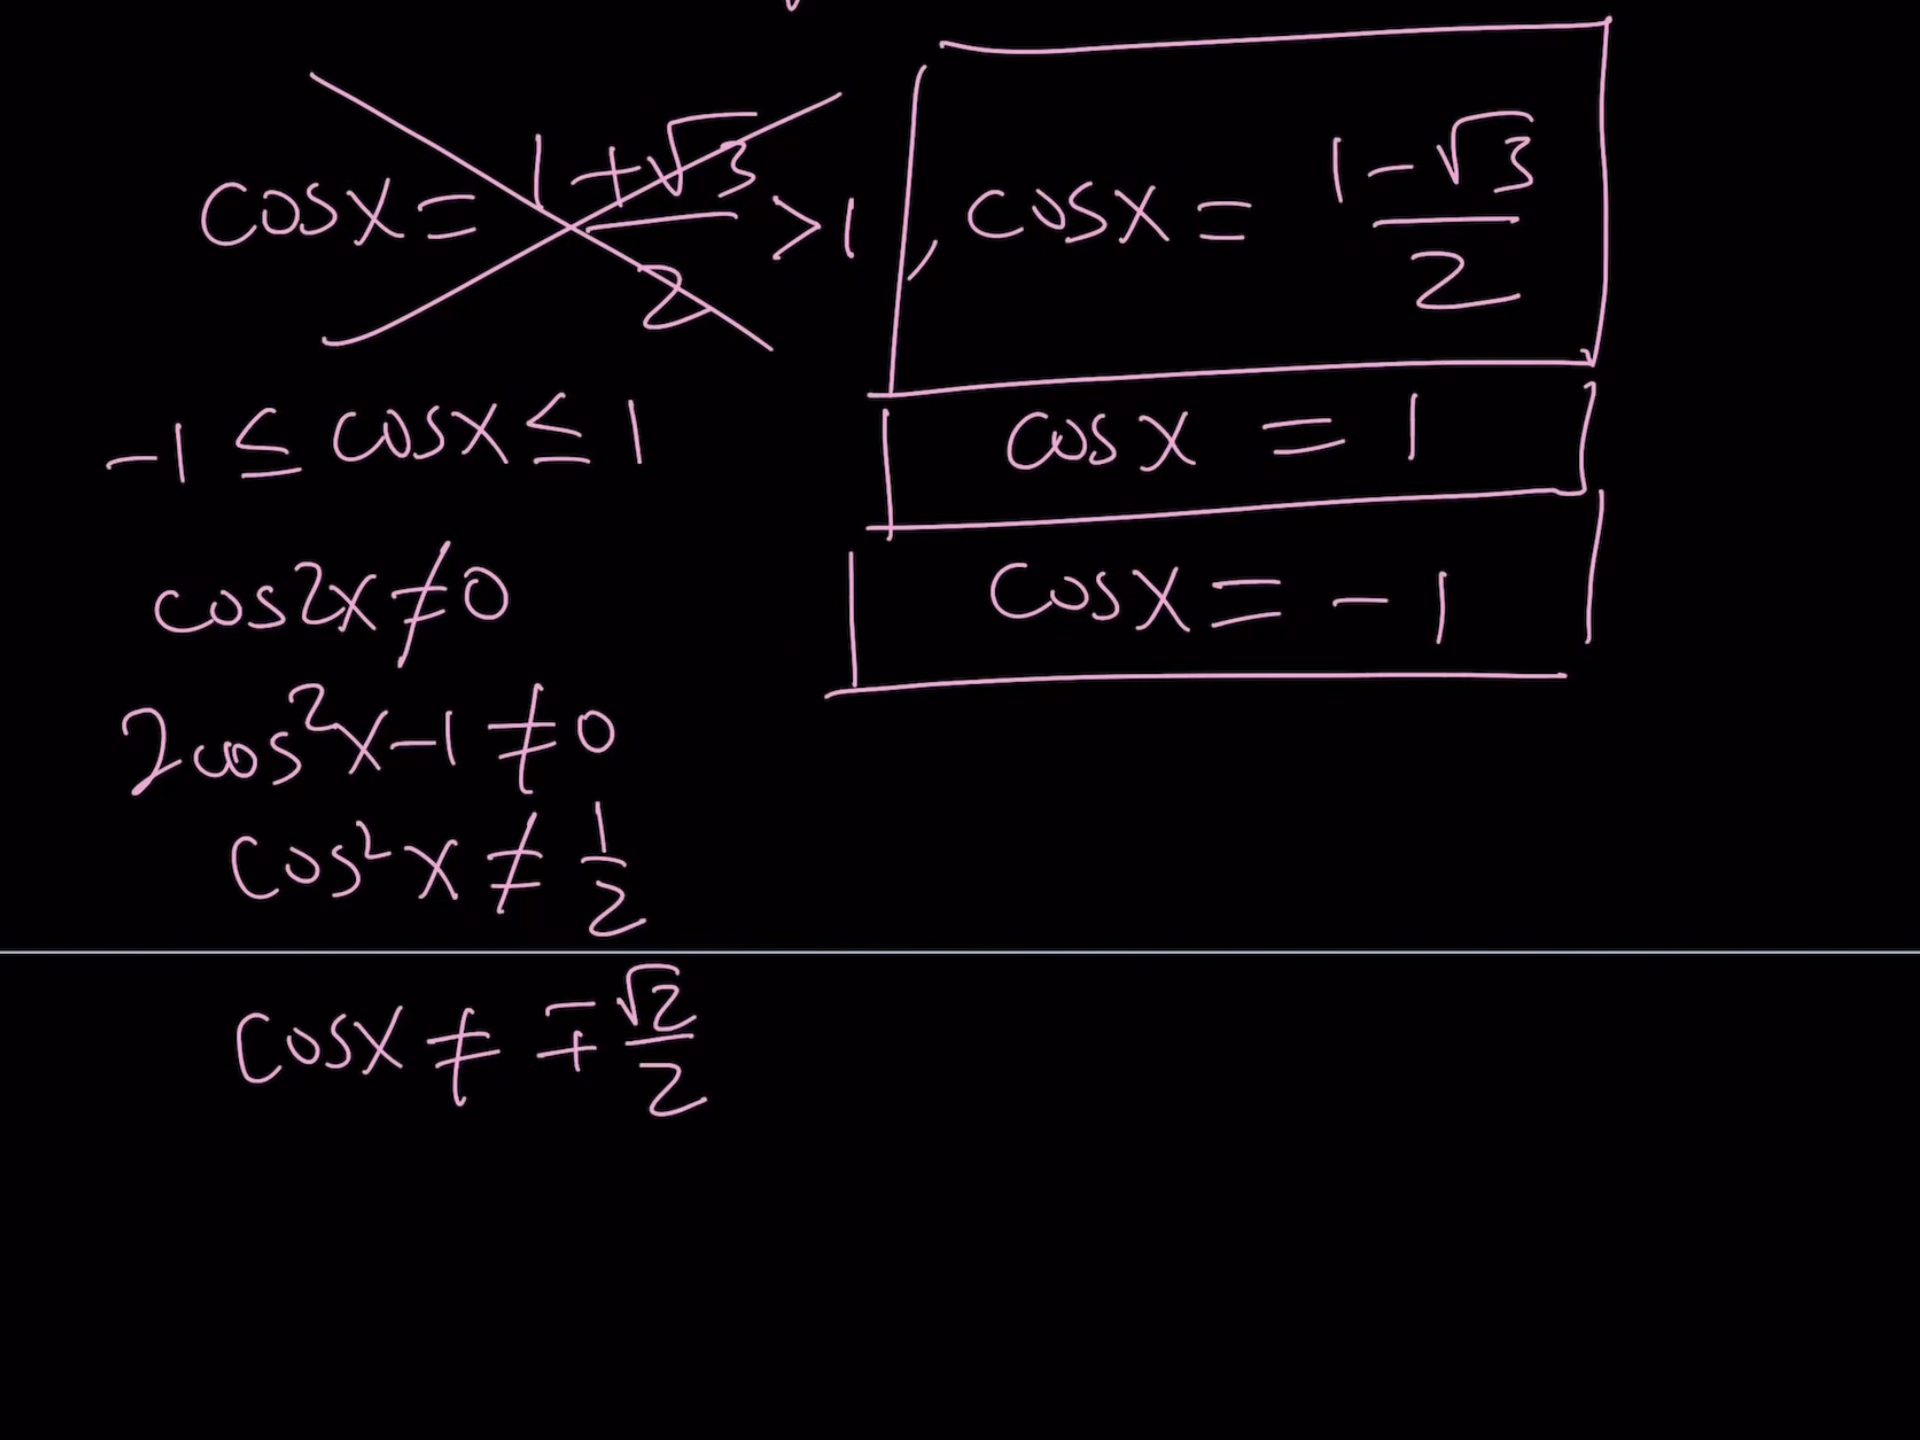 cosx = (1+√3)/2 > 1 , cosx = (1-√3)/2
-1 ≤ cosx ≤ 1
cosx = 1
cos2x ≠ 0
cosx = -1
2cos²x-1 ≠ 0
cos²x ≠ 1/2
cosx ≠ ∓√2/2